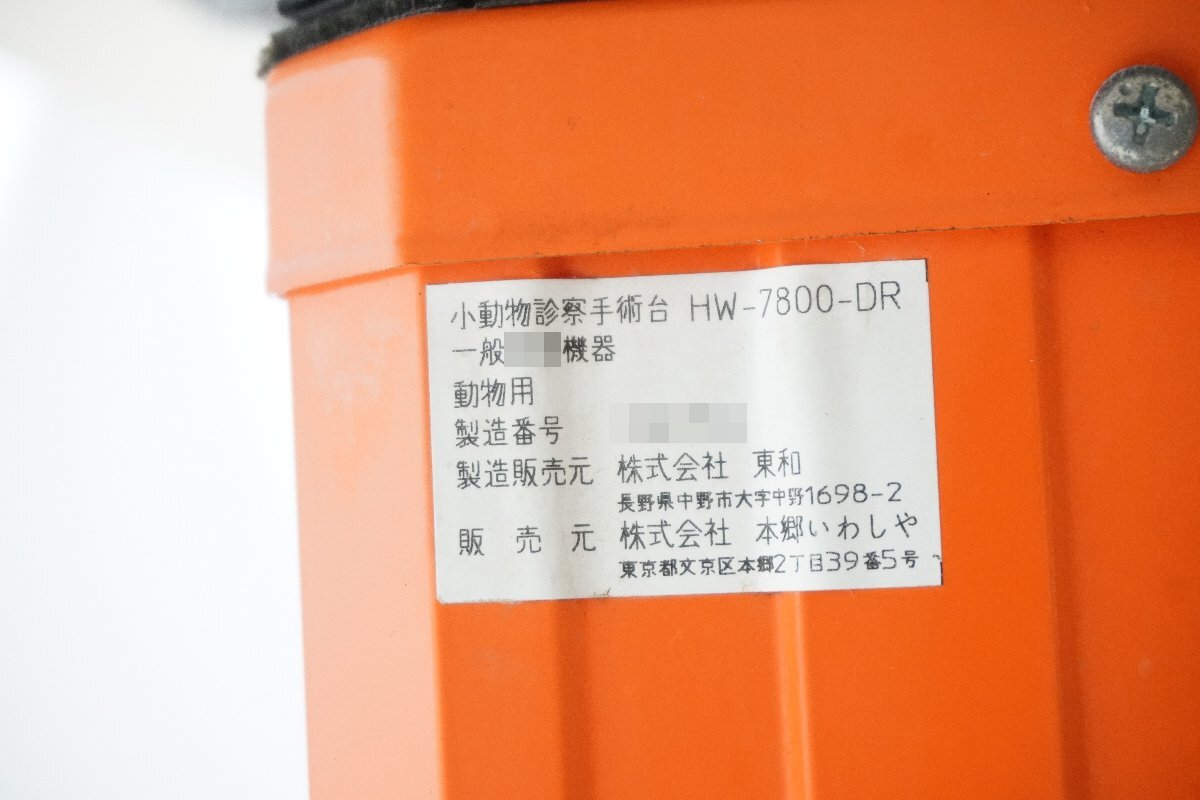 小動物診察手術台 HW-7800-DR
一般 機器
動物用
製造番号
製造販売元 株式会社 東和
長野県中野市大字中野1698-2
販売元 株式会社 本郷いわしや
東京都文京区本郷2丁目39番5号